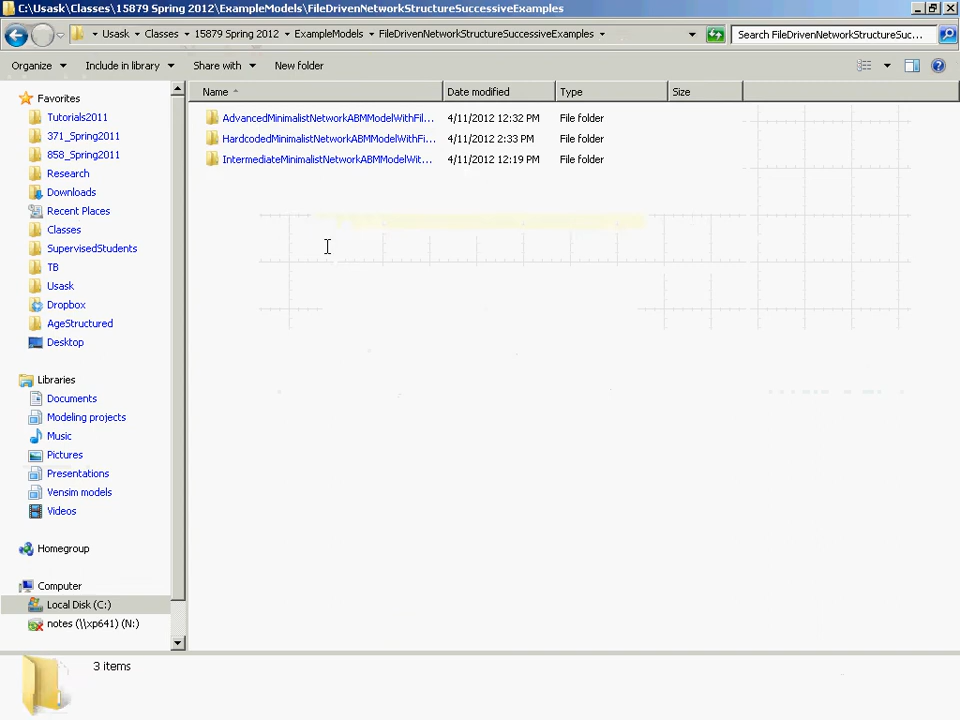 C:\Usask\Classes\15879 Spring 2012\ExampleModels\FileDrivenNetworkStructureSuccessiveExamples
Usask Classes 15879 Spring 2012 ExampleModels FileDrivenNetworkStructureSuccessiveExamples Search FileDrivenNetworkStructureSuc...
Organize Include in library Share with New folder
Name Date modified Type Size
Favorites
Tutorials2011
371_Spring2011
858_Spring2011
Research
Downloads
Recent Places
Classes
SupervisedStudents
TB
Usask
Dropbox
AgeStructured
Desktop
Libraries
Documents
Modeling projects
Music
Pictures
Presentations
Vensim models
Videos
Homegroup
Computer
Local Disk (C:)
notes (\\xp641) (N:)
AdvancedMinimalistNetworkABMModelWithFil... 4/11/2012 12:32 PM File folder
HardcodedMinimalistNetworkABMModelWithFi... 4/11/2012 2:33 PM File folder
IntermediateMinimalistNetworkABMModelWit... 4/11/2012 12:19 PM File folder
3 items